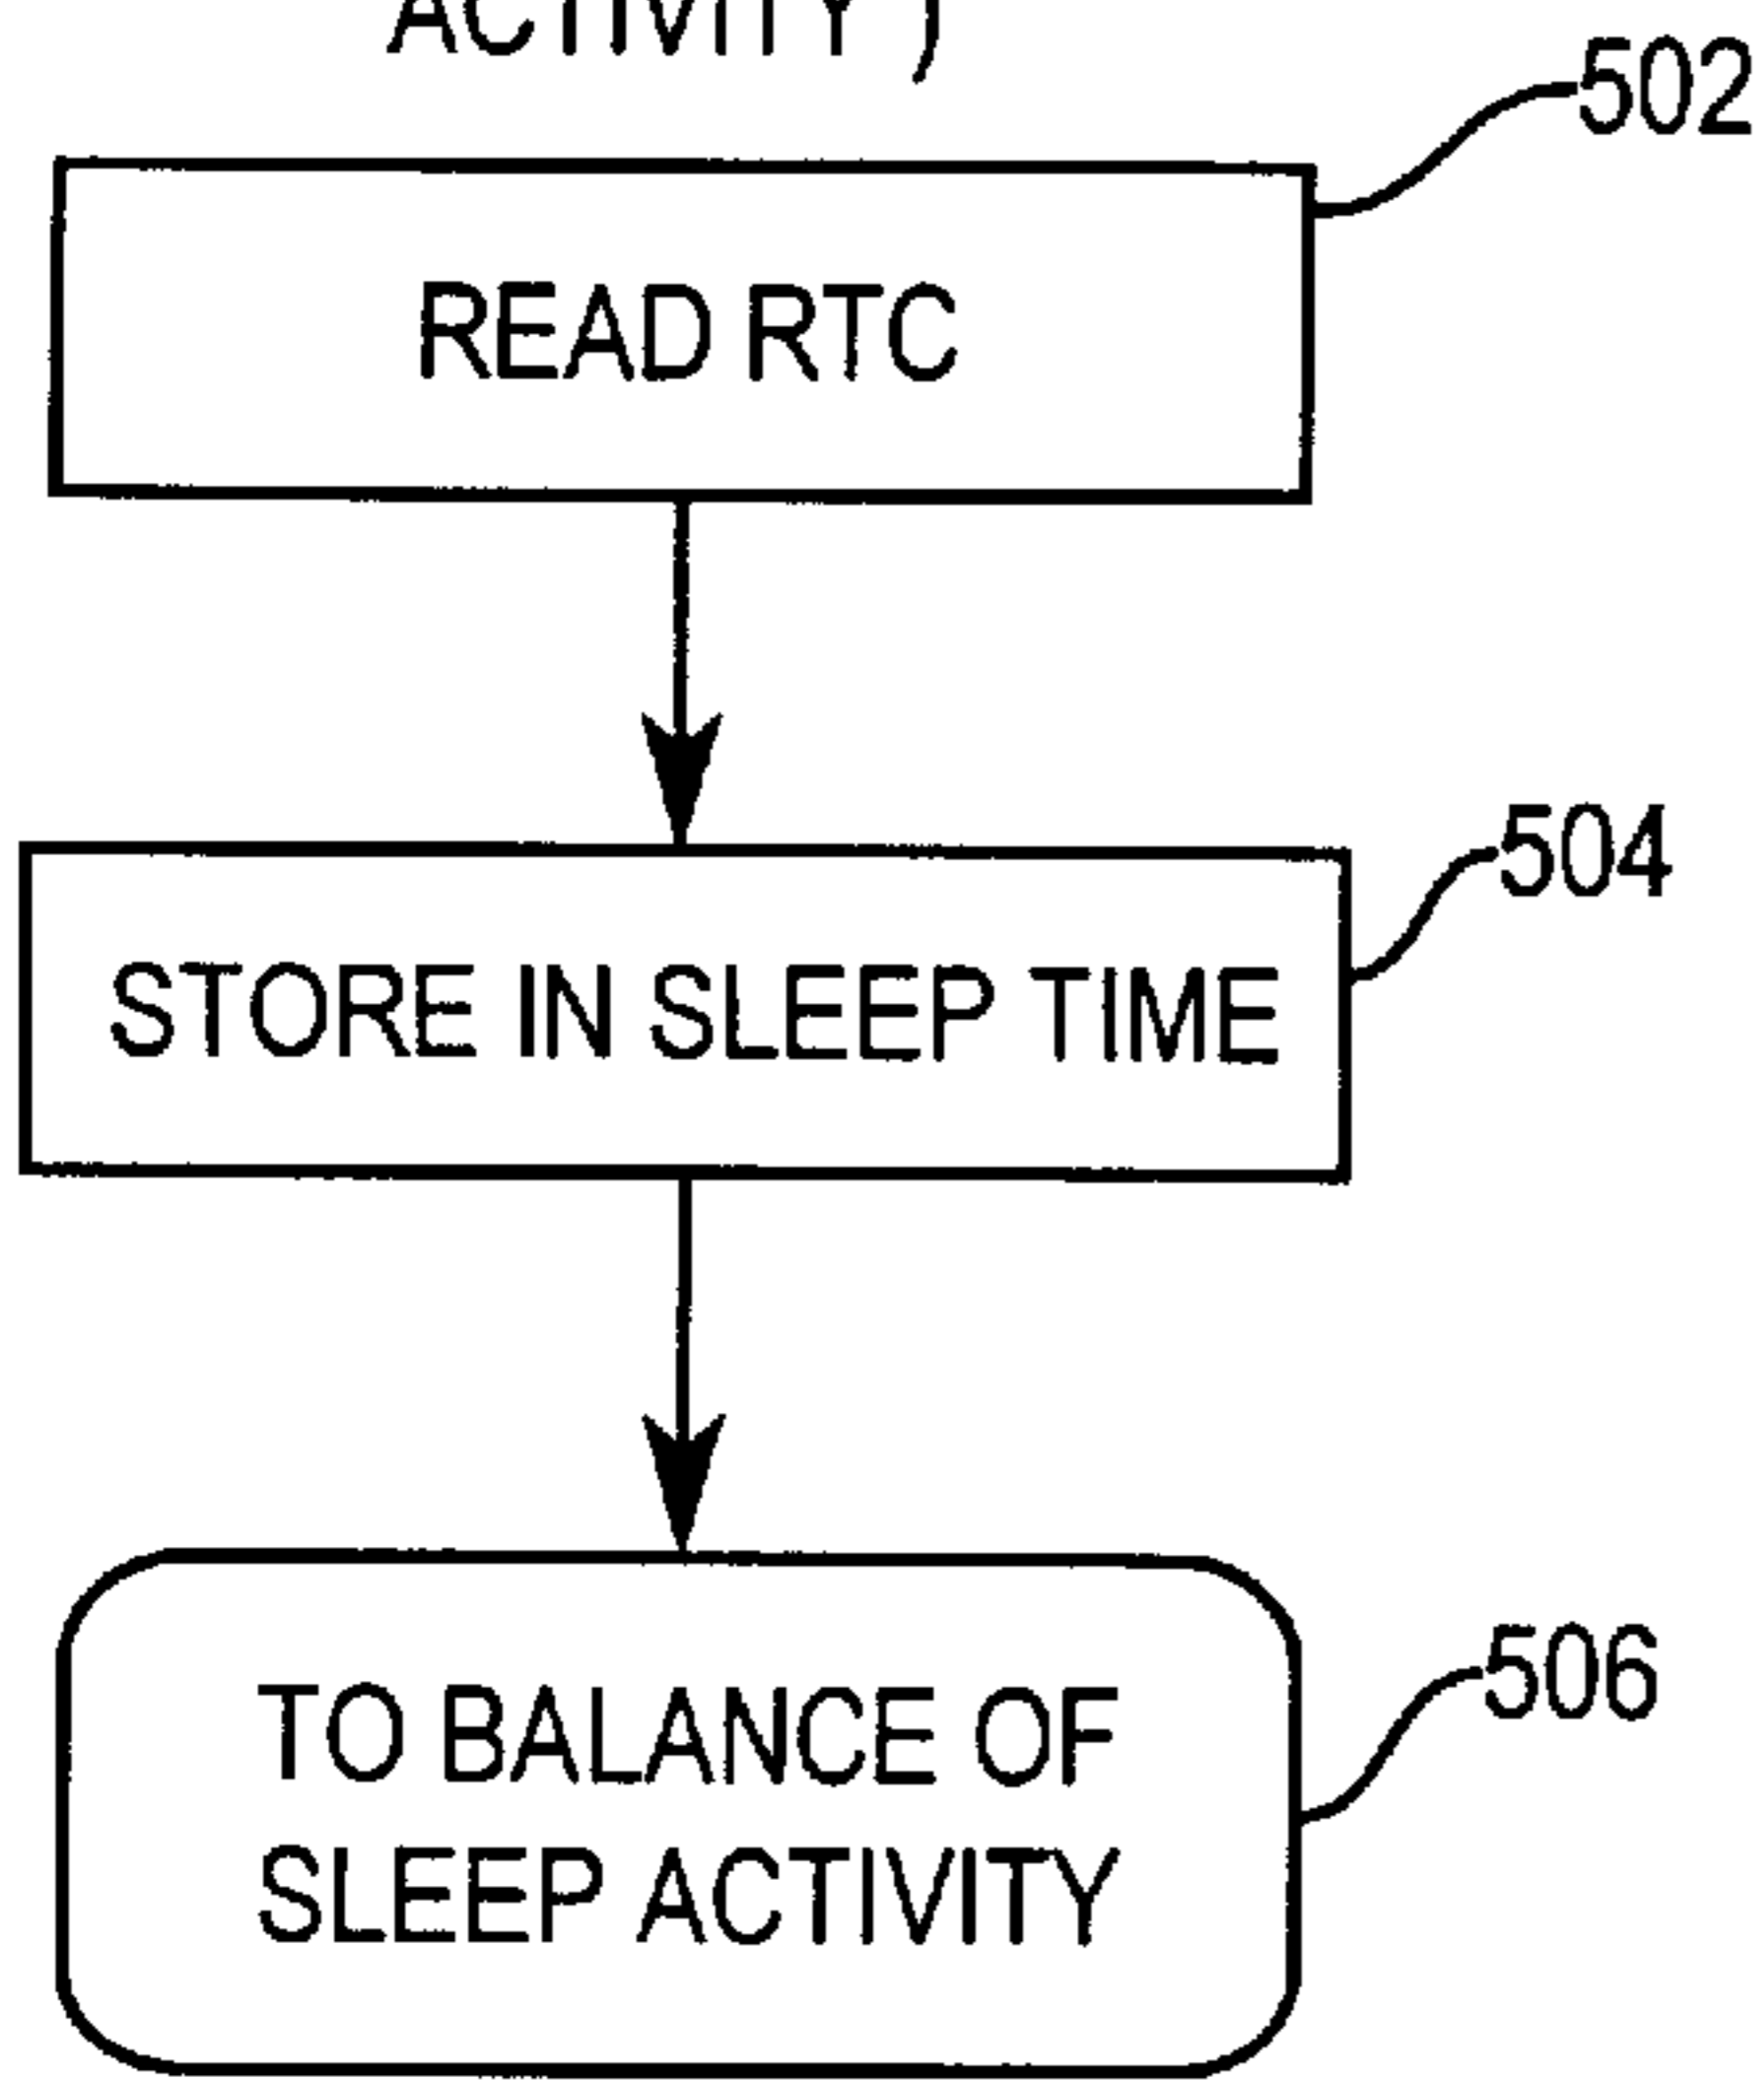 ACTIVITY )
502
READ RTC
504
STORE IN SLEEP TIME
506
TO BALANCE OF
SLEEP ACTIVITY